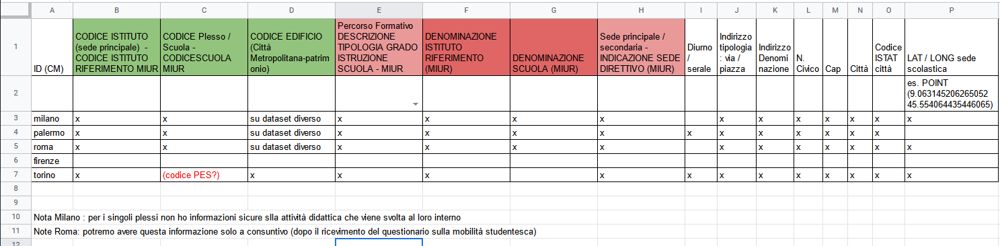 A B C D E F G H I J K L M N O P
1
ID (CM)
CODICE ISTITUTO
(sede principale) -
CODICE ISTITUTO
RIFERIMENTO MIUR
CODICE Plesso /
Scuola -
CODICESCUOLA
MIUR
CODICE EDIFICIO
(Città
Metropolitana-patrim
onio)
Percorso Formativo
DESCRIZIONE
TIPOLOGIA GRADO
ISTRUZIONE
SCUOLA - MIUR
DENOMINAZIONE
ISTITUTO
RIFERIMENTO
(MIUR)
DENOMINAZIONE
SCUOLA (MIUR)
Sede principale /
secondaria -
INDICAZIONE SEDE
DIRETTIVO (MIUR)
Diurno
/
serale
Indirizzo
tipologia
: via /
piazza
Indirizzo
Denomi
nazione
N.
Civico
Cap
Città
Codice
ISTAT
città
LAT / LONG sede
scolastica
2
es. POINT
(9.063145206265052
45.554064435446065)
3 milano x x su dataset diverso x x x x x x x x x x x
4 palermo x x su dataset diverso x x x x x x x x x x x
5 roma x x su dataset diverso x x x x x x x x x x x
6 firenze
7 torino x (codice PES?) x x x x x x x x x x x x
8
9
10 Nota Milano : per i singoli plessi non ho informazioni sicure slla attività didattica che viene svolta al loro interno
11 Note Roma: potremo avere questa informazione solo a consuntivo (dopo il ricevimento del questionario sulla mobilità studentesca)
12